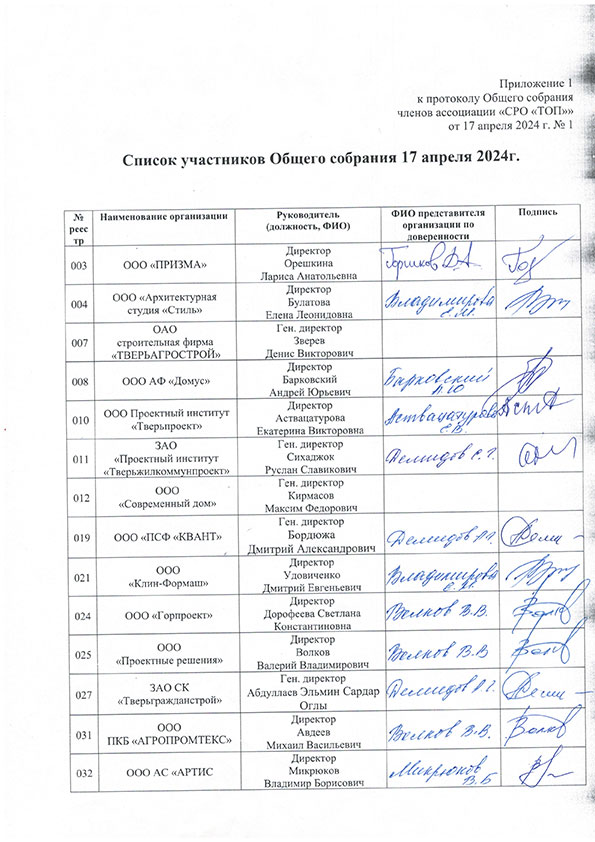 Приложение 1
к протоколу Общего собрания
членов ассоциации «СРО «ТОП»»
от 17 апреля 2024 г. № 1
Список участников Общего собрания 17 апреля 2024г.
№ реес тр
Наименование организации
Руководитель (должность, ФИО)
ФИО представителя организации по доверенности
Подпись
003
ООО «ПРИЗМА»
Директор
Орешкина
Лариса Анатольевна
Горшков Д.А
004
ООО «Архитектурная
студия «Стиль»
Директор
Булатова
Елена Леонидовна
Владимирова
007
ОАО
строительная фирма
«ТВЕРЬАГРОСТРОЙ»
Ген. директор
Зверев
Денис Викторович
008
ООО АФ «Домус»
Директор
Барковский
Андрей Юрьевич
Барковский
А.Ю
010
ООО Проектный институт
«Тверьпроект»
Директор
Аствацатурова
Екатерина Викторовна
Аствацатурова
Е.В.
011
ЗАО
«Проектный институт
«Тверьжилкоммунпроект»
Ген. директор
Сихаджок
Руслан Славикович
Демидов С.Г.
012
ООО
«Современный дом»
Ген. директор
Кирмасов
Максим Федорович
019
ООО «ПСФ «КВАНТ»
Ген. директор
Бордюжа
Дмитрий Александрович
Демидов А.Г.
021
ООО
«Клин-Формаш»
Директор
Удовиченко
Дмитрий Евгеньевич
Владимирова
024
ООО «Горпроект»
Директор
Дорофеева Светлана
Константиновна
Волков В.В.
025
ООО
«Проектные решения»
Директор
Волков
Валерий Владимирович
Волков В.В
027
ЗАО СК
«Тверьгражданстрой»
Ген. директор
Абдуллаев Эльмин Сардар
Оглы
Демидов А.Г.
031
ООО
ПКБ «АГРОПРОМТЕКС»
Директор
Авдеев
Михаил Васильевич
Волков В.В.
032
ООО АС «АРТИС
Директор
Микрюков
Владимир Борисович
Микрюков
В.Б